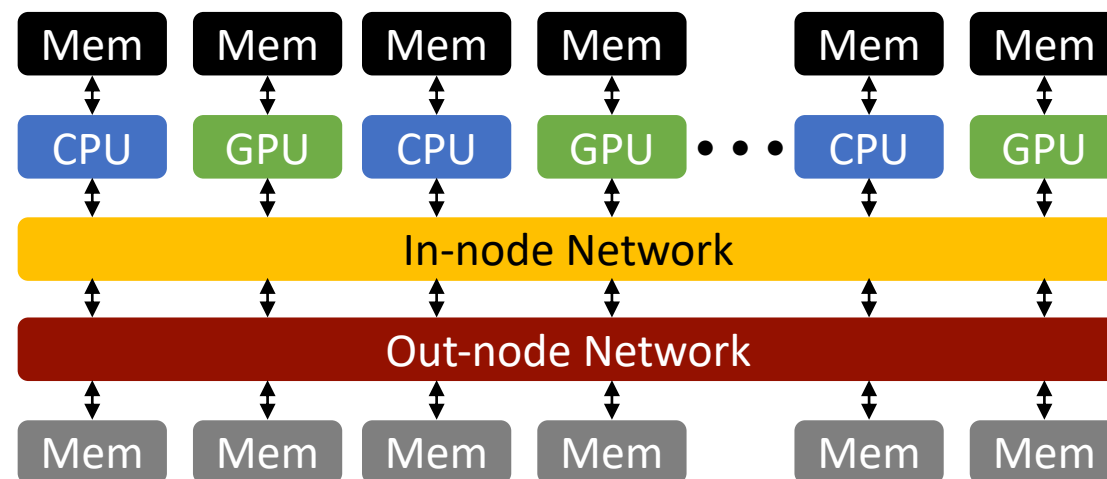 Mem Mem Mem Mem Mem Mem
CPU GPU CPU GPU ••• CPU GPU
In-node Network
Out-node Network
Mem Mem Mem Mem Mem Mem